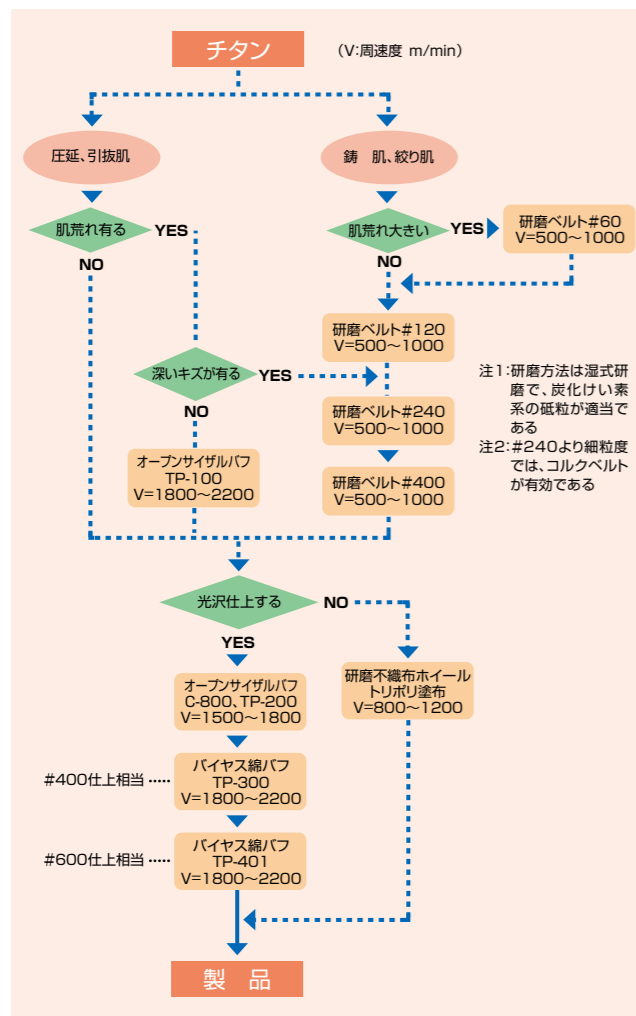 チタン
(V:周速度 m/min)
圧延、引抜肌
鋳 肌、絞り肌
肌荒れ有る
YES
NO
肌荒れ大きい
YES
NO
研磨ベルト#60
V=500〜1000
研磨ベルト#120
V=500〜1000
深いキズが有る
YES
NO
研磨ベルト#240
V=500〜1000
オープンサイザルバフ
TP-100
V=1800〜2200
研磨ベルト#400
V=500〜1000
注1:研磨方法は湿式研
磨で、炭化けい素
系の砥粒が適当で
ある
注2:#240より細粒度
では、コルクベルト
が有効である
光沢仕上する
NO
YES
オープンサイザルバフ
C-800、TP-200
V=1500〜1800
研磨不織布ホイール
トリポリ塗布
V=800〜1200
#400仕上相当 ‥‥‥
バイヤス綿バフ
TP-300
V=1800〜2200
#600仕上相当 ‥‥‥
バイヤス綿バフ
TP-401
V=1800〜2200
製 品